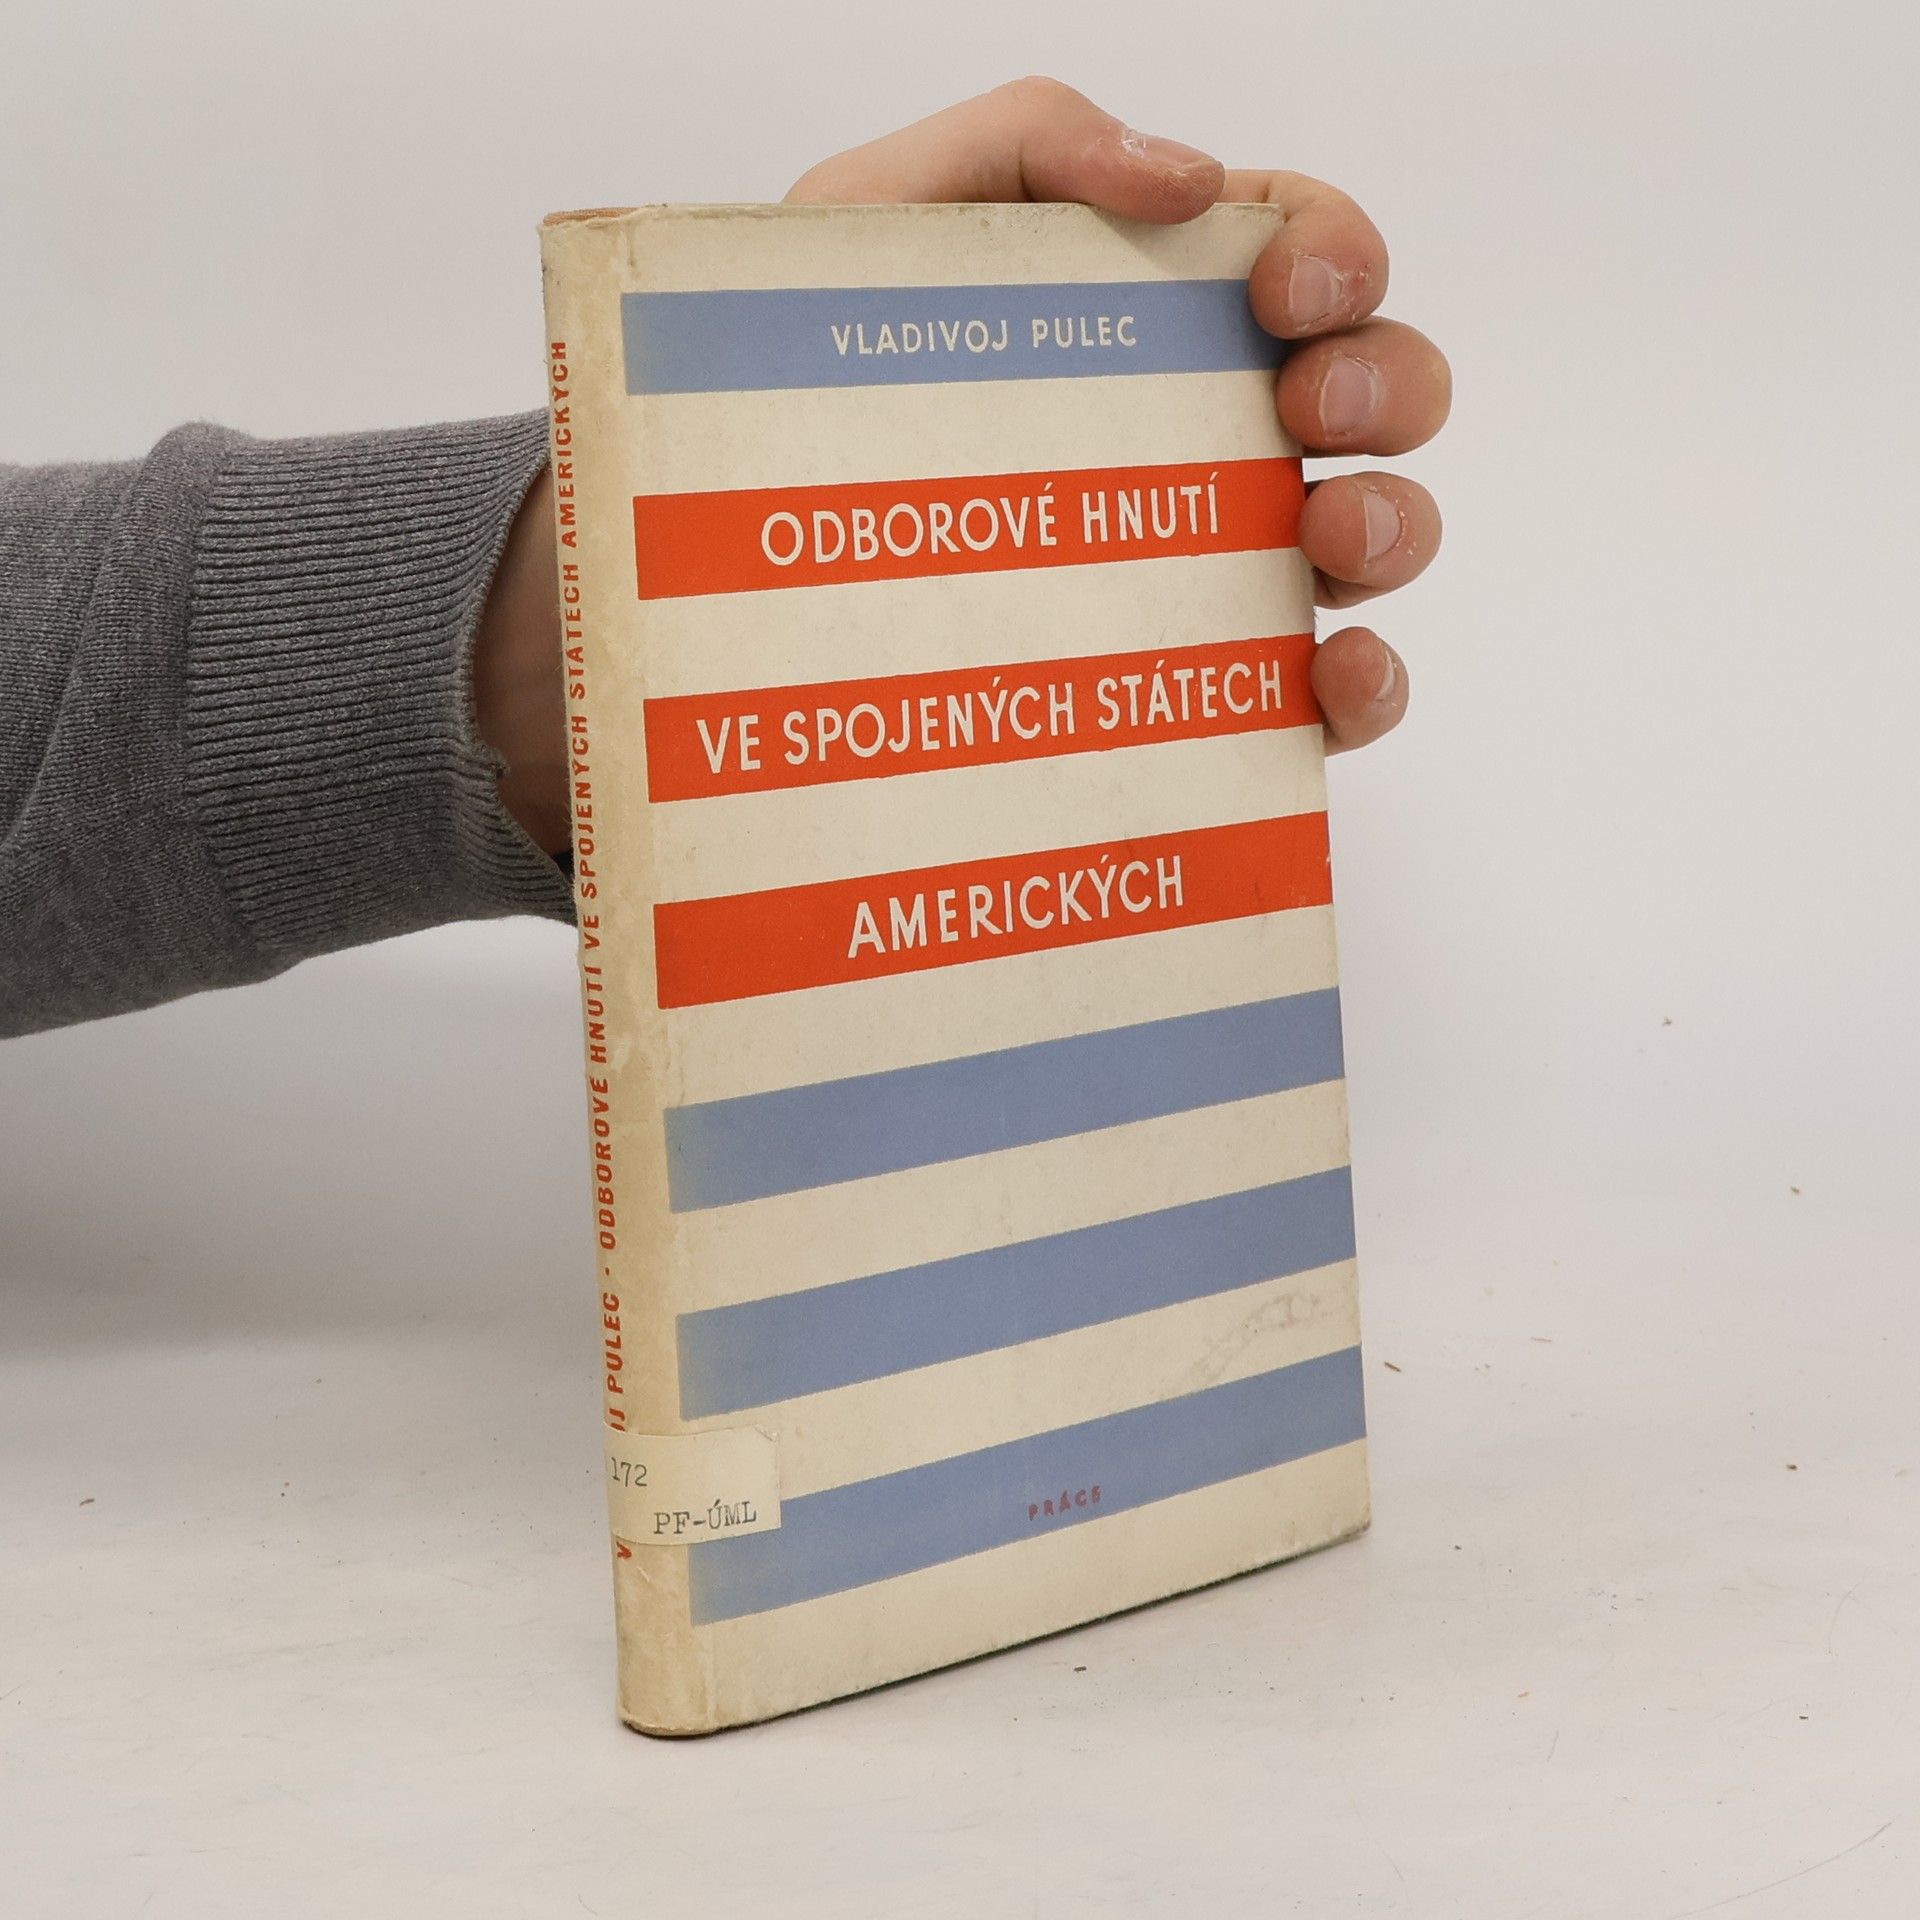 VLADIVOJ PULEC
ODBOROVÉ HNUTÍ
VE SPOJENÝCH STÁTECH
AMERICKÝCH
PRÁCE
PULEC · ODBOROVÉ HNUTÍ VE SPOJENÝCH STÁTECH AMERICKÝCH
172
PF-ÚML